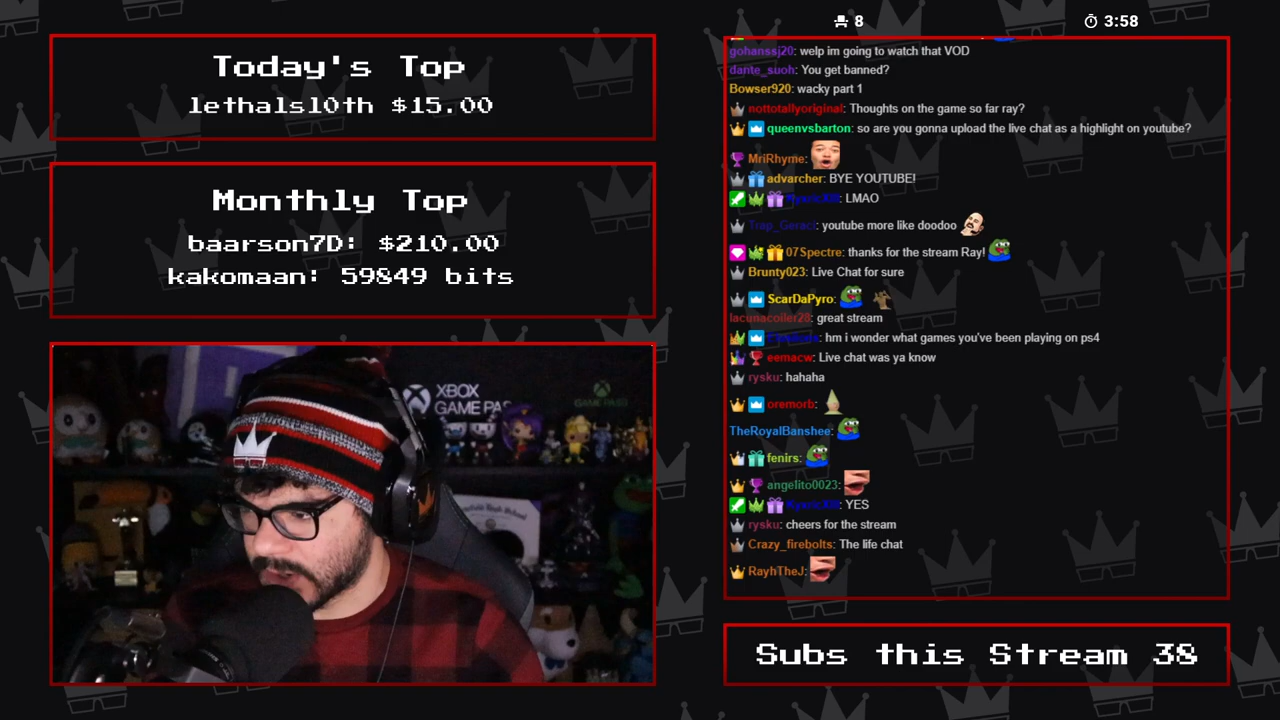 8
3:58
Today's Top
lethals10th $15.00
Monthly Top
baarson7D: $210.00
kakomaan: 59849 bits
XBOX
GAME PAS
GAME PASS
gohanssj20: welp im going to watch that VOD
dante_suoh: You get banned?
Bowser920: wacky part 1
nottotallyoriginal: Thoughts on the game so far ray?
queenvsbarton: so are you gonna upload the live chat as a highlight on youtube?
MriRhyme:
advarcher: BYE YOUTUBE!
KyaricXIII: LMAO
Trap_Geraci: youtube more like doodoo
07Spectre: thanks for the stream Ray!
Brunty023: Live Chat for sure
ScarDaPyro:
lacunacoiler28: great stream
: hm i wonder what games you've been playing on ps4
eemacw: Live chat was ya know
rysku: hahaha
oremorb:
TheRoyalBanshee:
fenirs:
angelito0023:
KyaricXIII: YES
rysku: cheers for the stream
Crazy_firebolts: The life chat
RayhTheJ:
Subs this Stream 38